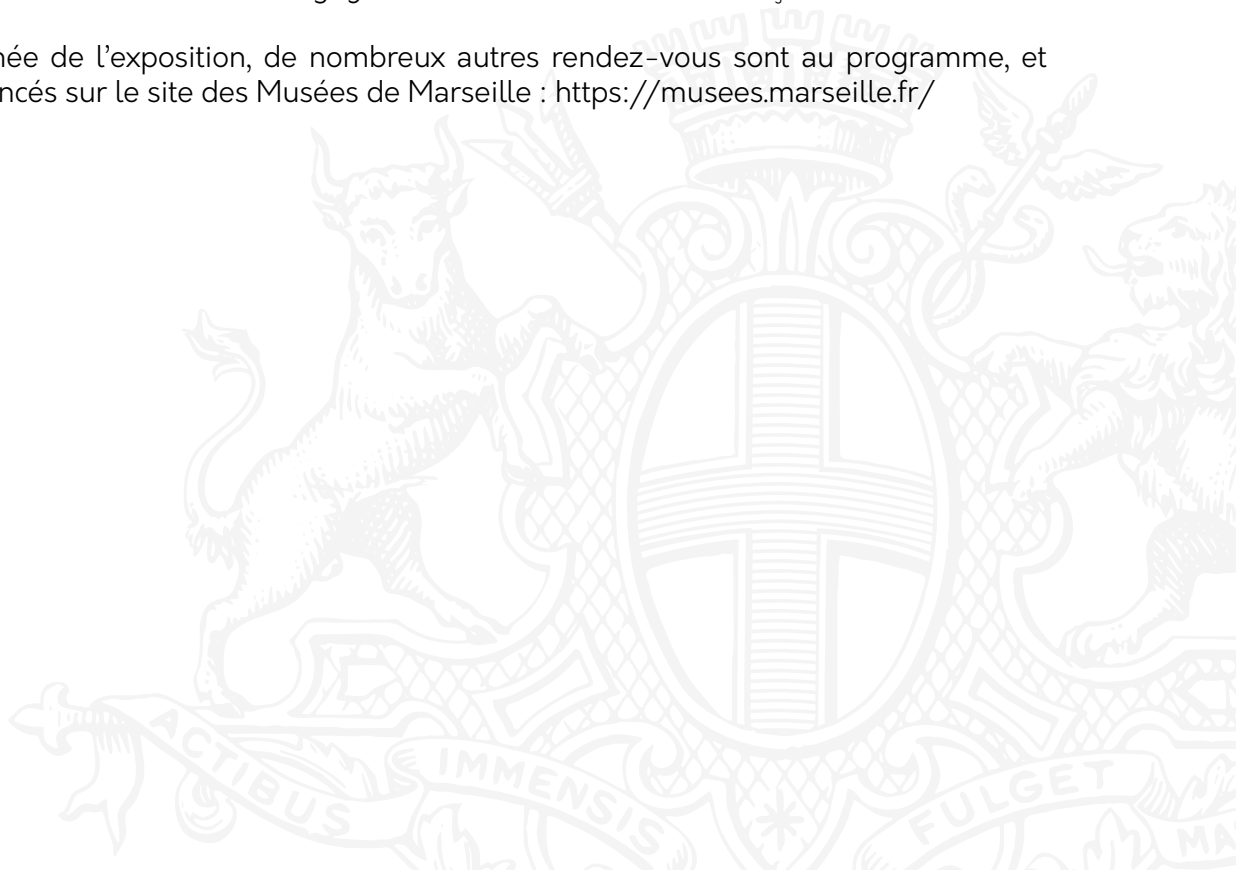 née de l’exposition, de nombreux autres rendez-vous sont au programme, et
ncés sur le site des Musées de Marseille : https://musees.marseille.fr/
ACTIBUS IMMENSIS FULGET MA